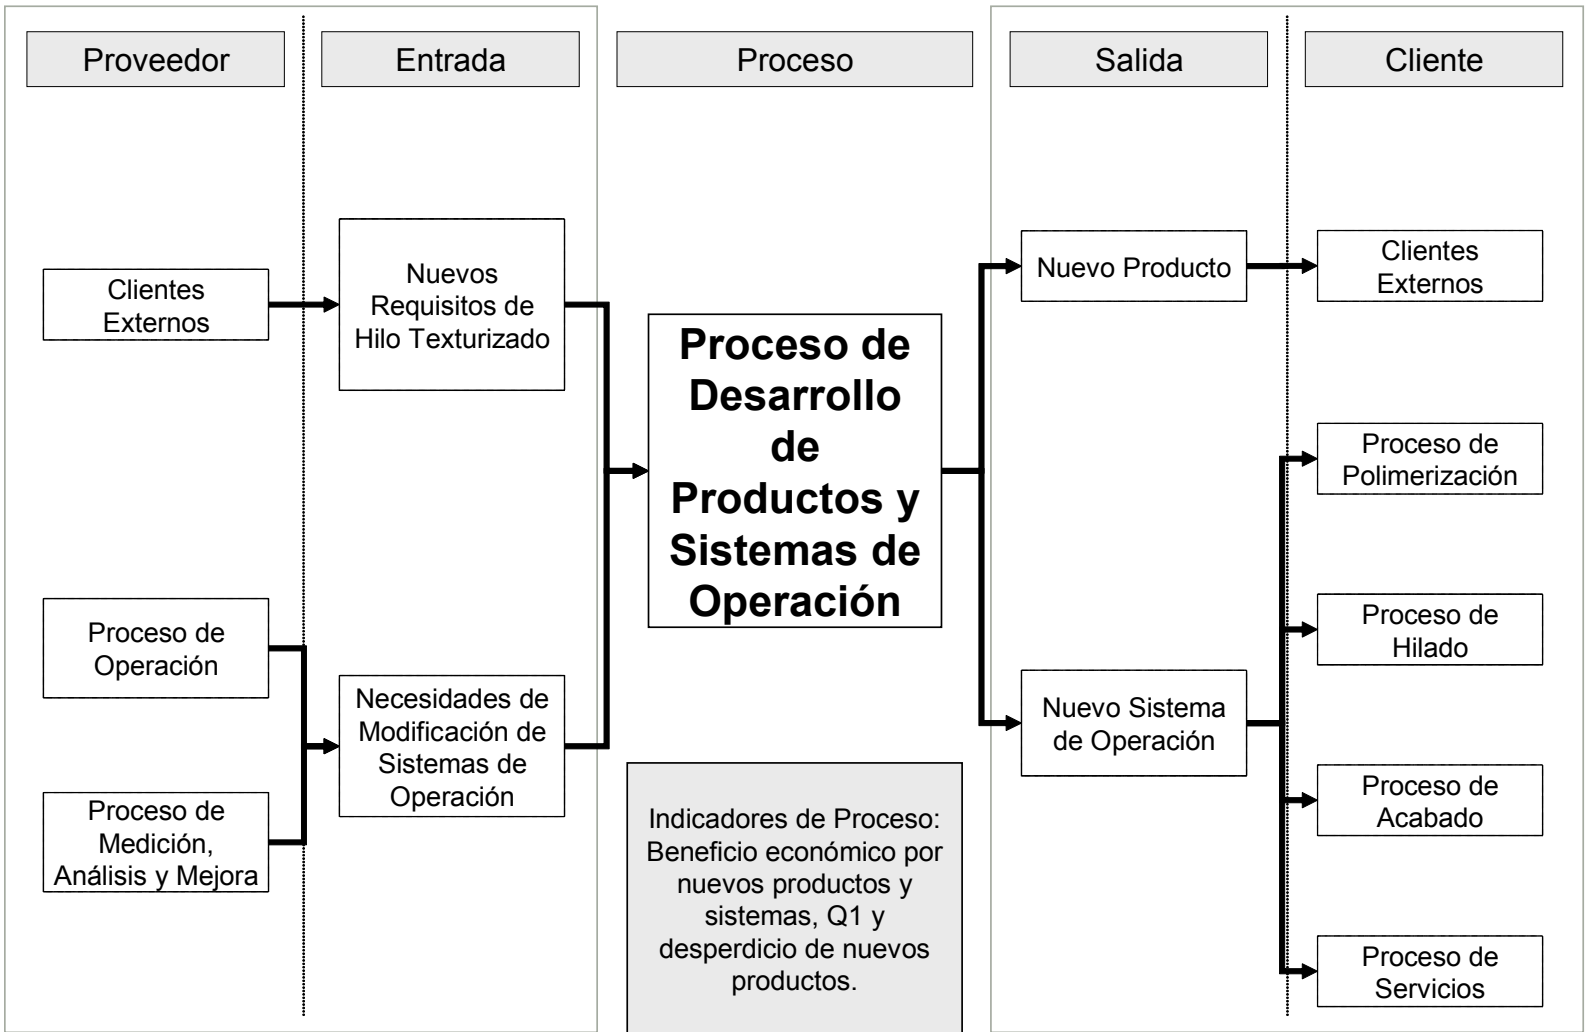 Proveedor
Entrada
Proceso
Salida
Cliente
Clientes
Externos
Proceso de
Operación
Proceso de
Medición,
Análisis y Mejora
Nuevos
Requisitos de
Hilo Texturizado
Necesidades de
Modificación de
Sistemas de
Operación
Proceso de
Desarrollo
de
Productos y
Sistemas de
Operación
Indicadores de Proceso:
Beneficio económico por
nuevos productos y
sistemas, Q1 y
desperdicio de nuevos
productos.
Nuevo Producto
Nuevo Sistema
de Operación
Clientes
Externos
Proceso de
Polimerización
Proceso de
Hilado
Proceso de
Acabado
Proceso de
Servicios